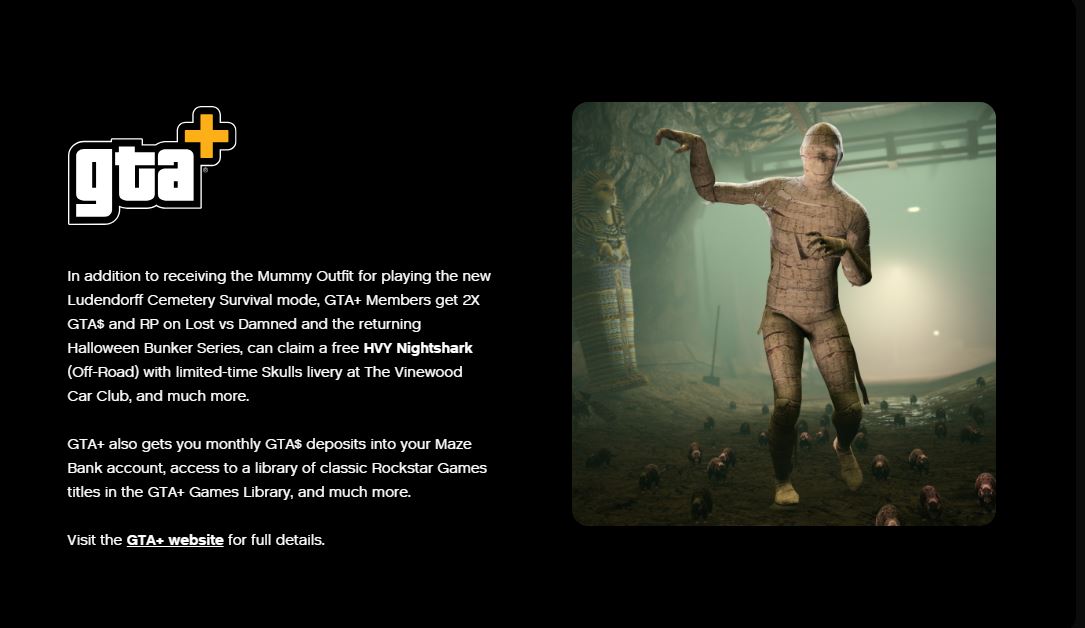 gta+
In addition to receiving the Mummy Outfit for playing the new
Ludendorff Cemetery Survival mode, GTA+ Members get 2X
GTA$ and RP on Lost vs Damned and the returning
Halloween Bunker Series, can claim a free HVY Nightshark
(Off-Road) with limited-time Skulls livery at The Vinewood
Car Club, and much more.
GTA+ also gets you monthly GTA$ deposits into your Maze
Bank account, access to a library of classic Rockstar Games
titles in the GTA+ Games Library, and much more.
Visit the GTA+ website for full details.